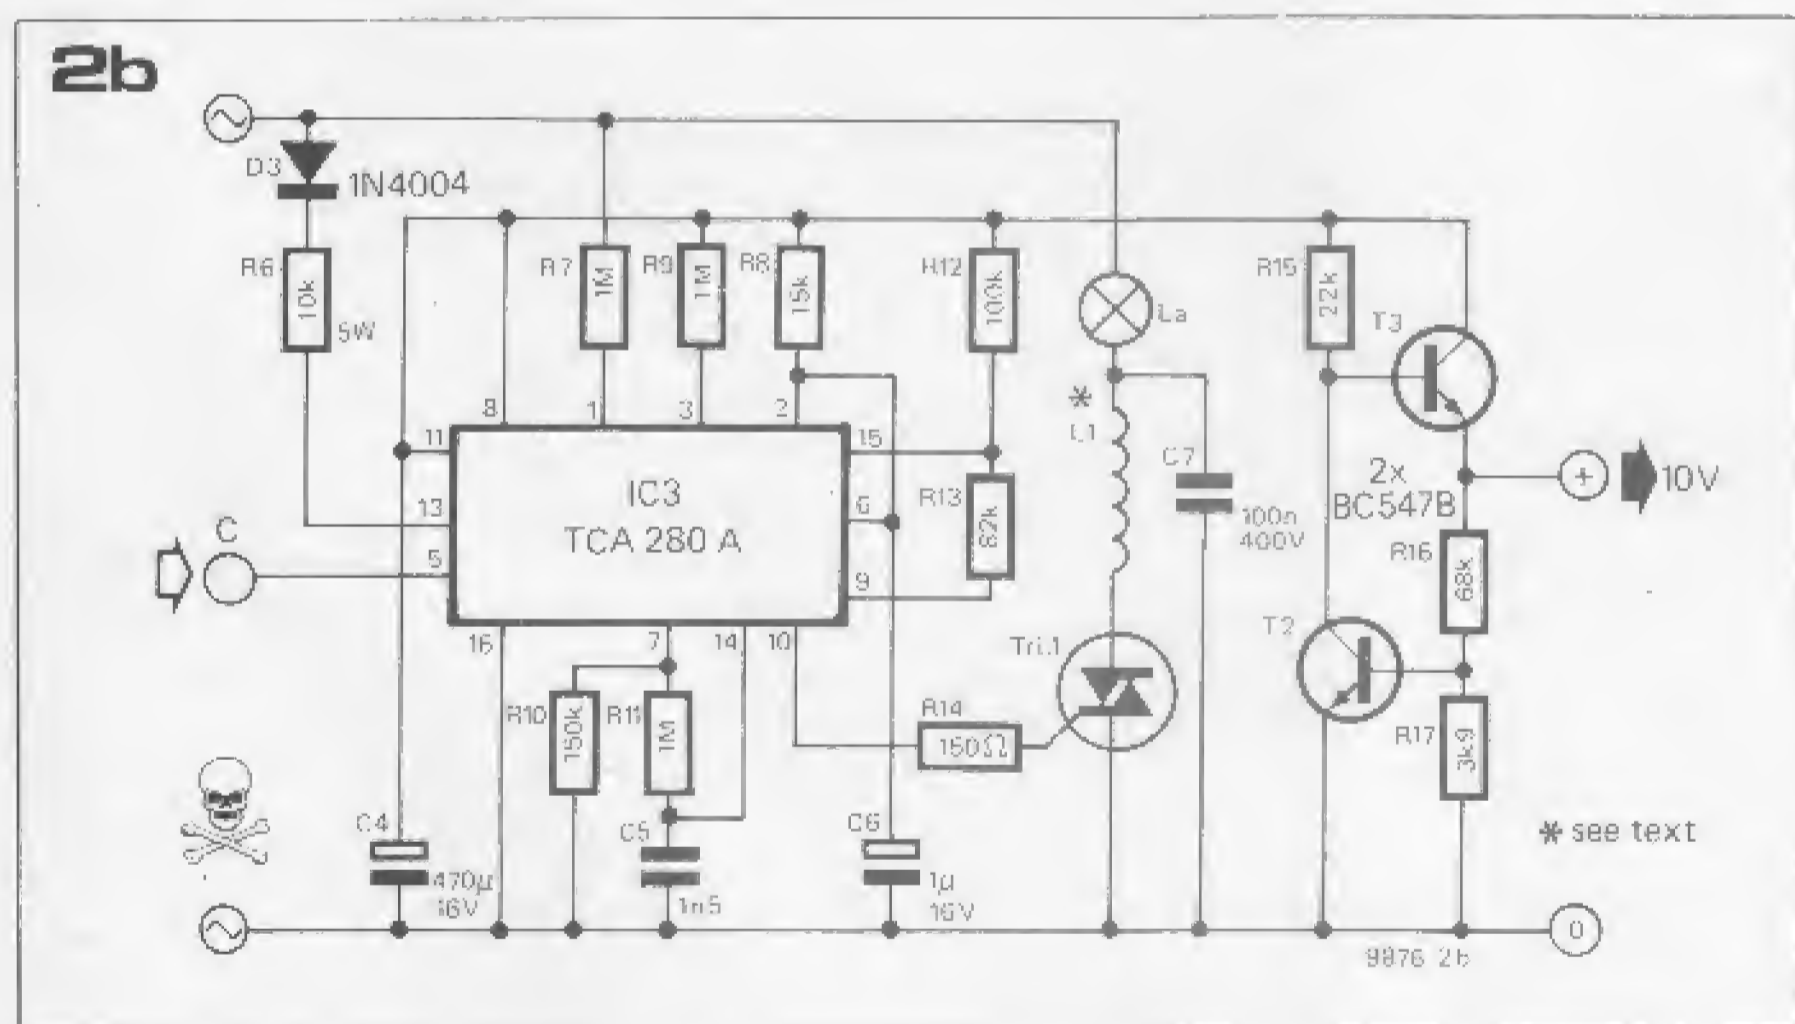 2b
D3
1N4004
R6
10k
5W
R7
1M
R9
1M
R8
15k
R12
100k
La
R15
22k
T3
8
1
3
2
11
15
13
6
5
9
16
7
14
10
IC3
TCA 280 A
C
*
L1
C7
100n
400V
R13
82k
2x
BC547B
+
10V
R16
68k
T2
R17
3k9
Tri.1
R14
150Ω
R10
150k
R11
1M
C4
470µ
16V
C5
1n5
C6
1µ
16V
* see text
0
9876 2b